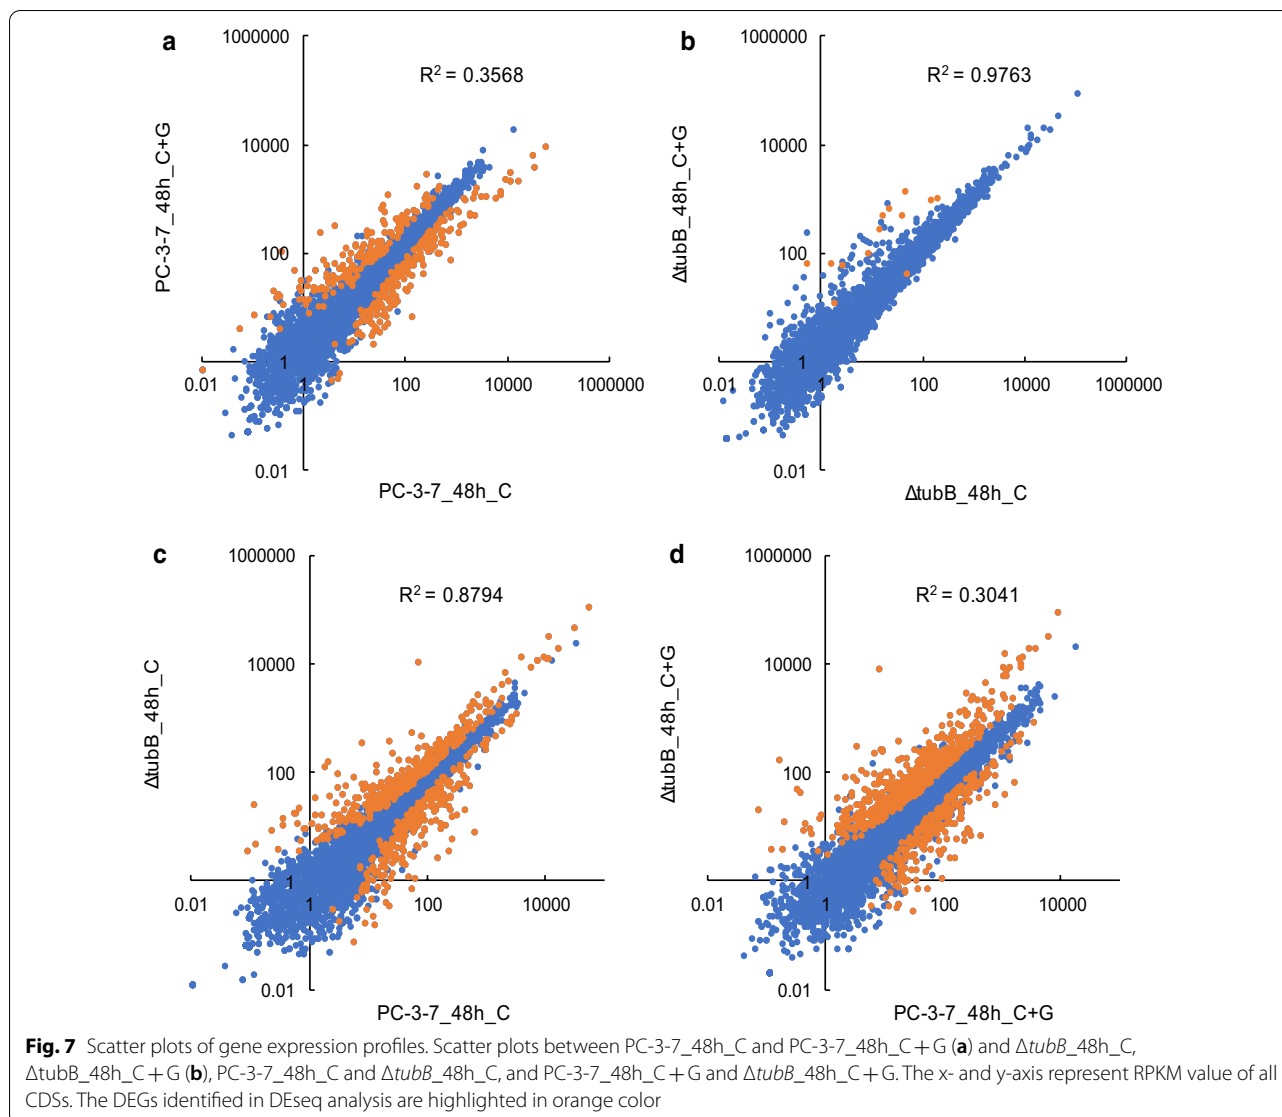 a
1000000
R² = 0.3568
10000
PC-3-7_48h_C+G
100
1
0.01
1
100
10000
1000000
0.01
PC-3-7_48h_C
b
1000000
R² = 0.9763
10000
ΔtubB_48h_C+G
100
1
0.01
1
100
10000
1000000
0.01
ΔtubB_48h_C
c
1000000
R² = 0.8794
10000
ΔtubB_48h_C
100
1
0.01
1
100
10000
0.01
PC-3-7_48h_C
d
1000000
R² = 0.3041
10000
ΔtubB_48h_C+G
100
1
0.01
1
100
10000
0.01
PC-3-7_48h_C+G
Fig. 7 Scatter plots of gene expression profiles. Scatter plots between PC-3-7_48h_C and PC-3-7_48h_C + G (a) and ΔtubB_48h_C,
ΔtubB_48h_C + G (b), PC-3-7_48h_C and ΔtubB_48h_C, and PC-3-7_48h_C + G and ΔtubB_48h_C + G. The x- and y-axis represent RPKM value of all
CDSs. The DEGs identified in DEseq analysis are highlighted in orange color